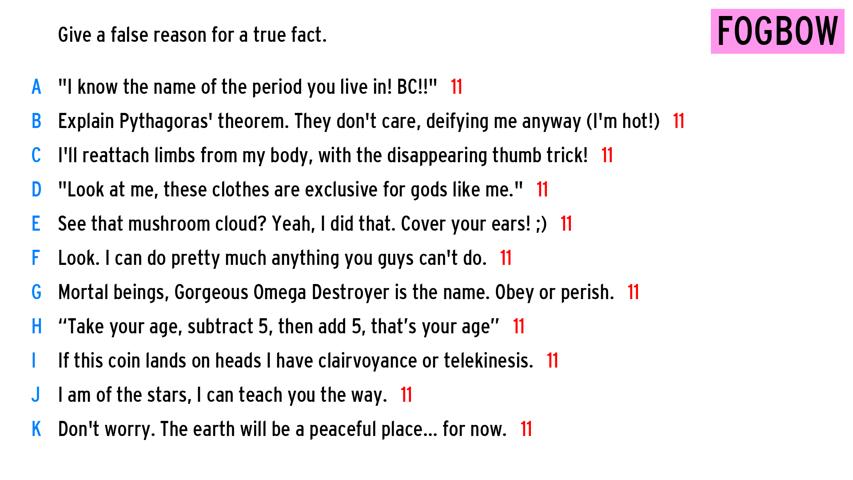 Give a false reason for a true fact.
FOGBOW
A "I know the name of the period you live in! BC!!" 11
B Explain Pythagoras' theorem. They don't care, deifying me anyway (I'm hot!) 11
C I'll reattach limbs from my body, with the disappearing thumb trick! 11
D "Look at me, these clothes are exclusive for gods like me." 11
E See that mushroom cloud? Yeah, I did that. Cover your ears! ;) 11
F Look. I can do pretty much anything you guys can't do. 11
G Mortal beings, Gorgeous Omega Destroyer is the name. Obey or perish. 11
H “Take your age, subtract 5, then add 5, that’s your age” 11
I If this coin lands on heads I have clairvoyance or telekinesis. 11
J I am of the stars, I can teach you the way. 11
K Don't worry. The earth will be a peaceful place... for now. 11